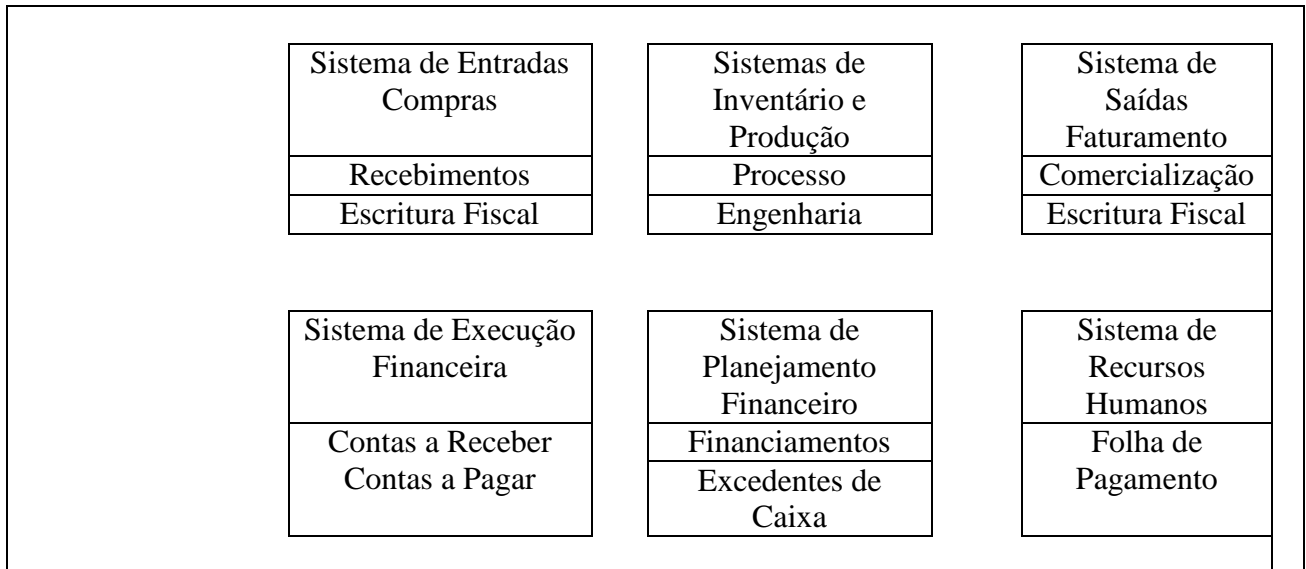 Sistema de Entradas
Compras
Recebimentos
Escritura Fiscal
Sistemas de
Inventário e
Produção
Processo
Engenharia
Sistema de
Saídas
Faturamento
Comercialização
Escritura Fiscal
Sistema de Execução
Financeira
Contas a Receber
Contas a Pagar
Sistema de
Planejamento
Financeiro
Financiamentos
Excedentes de
Caixa
Sistema de
Recursos
Humanos
Folha de
Pagamento